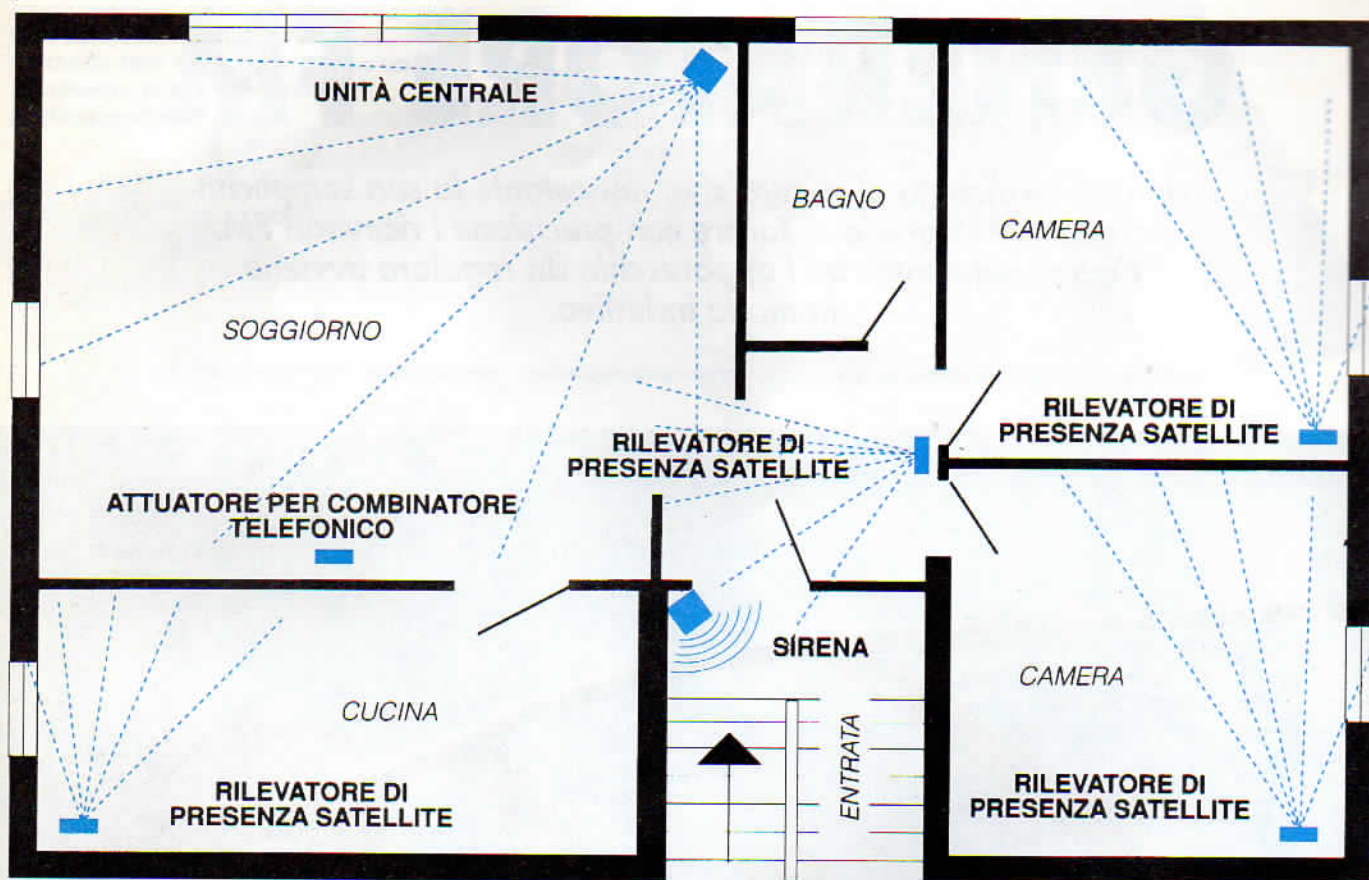 UNITÀ CENTRALE
BAGNO
CAMERA
SOGGIORNO
RILEVATORE DI
PRESENZA SATELLITE
RILEVATORE DI
PRESENZA SATELLITE
ATTUATORE PER COMBINATORE
TELEFONICO
SIRENA
CAMERA
CUCINA
ENTRATA
RILEVATORE DI
PRESENZA SATELLITE
RILEVATORE DI
PRESENZA SATELLITE